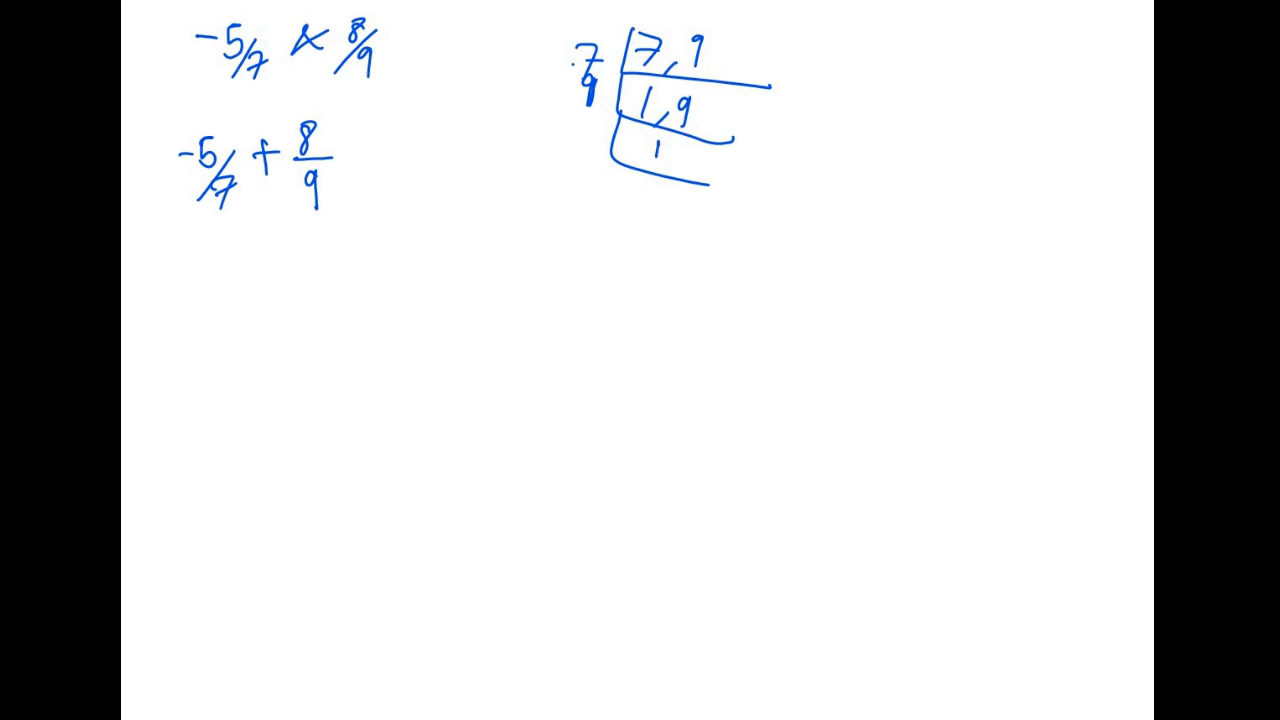 -5/7 & 8/9
-5/7 + 8/9
7 | 7, 9
9 | 1, 9
1